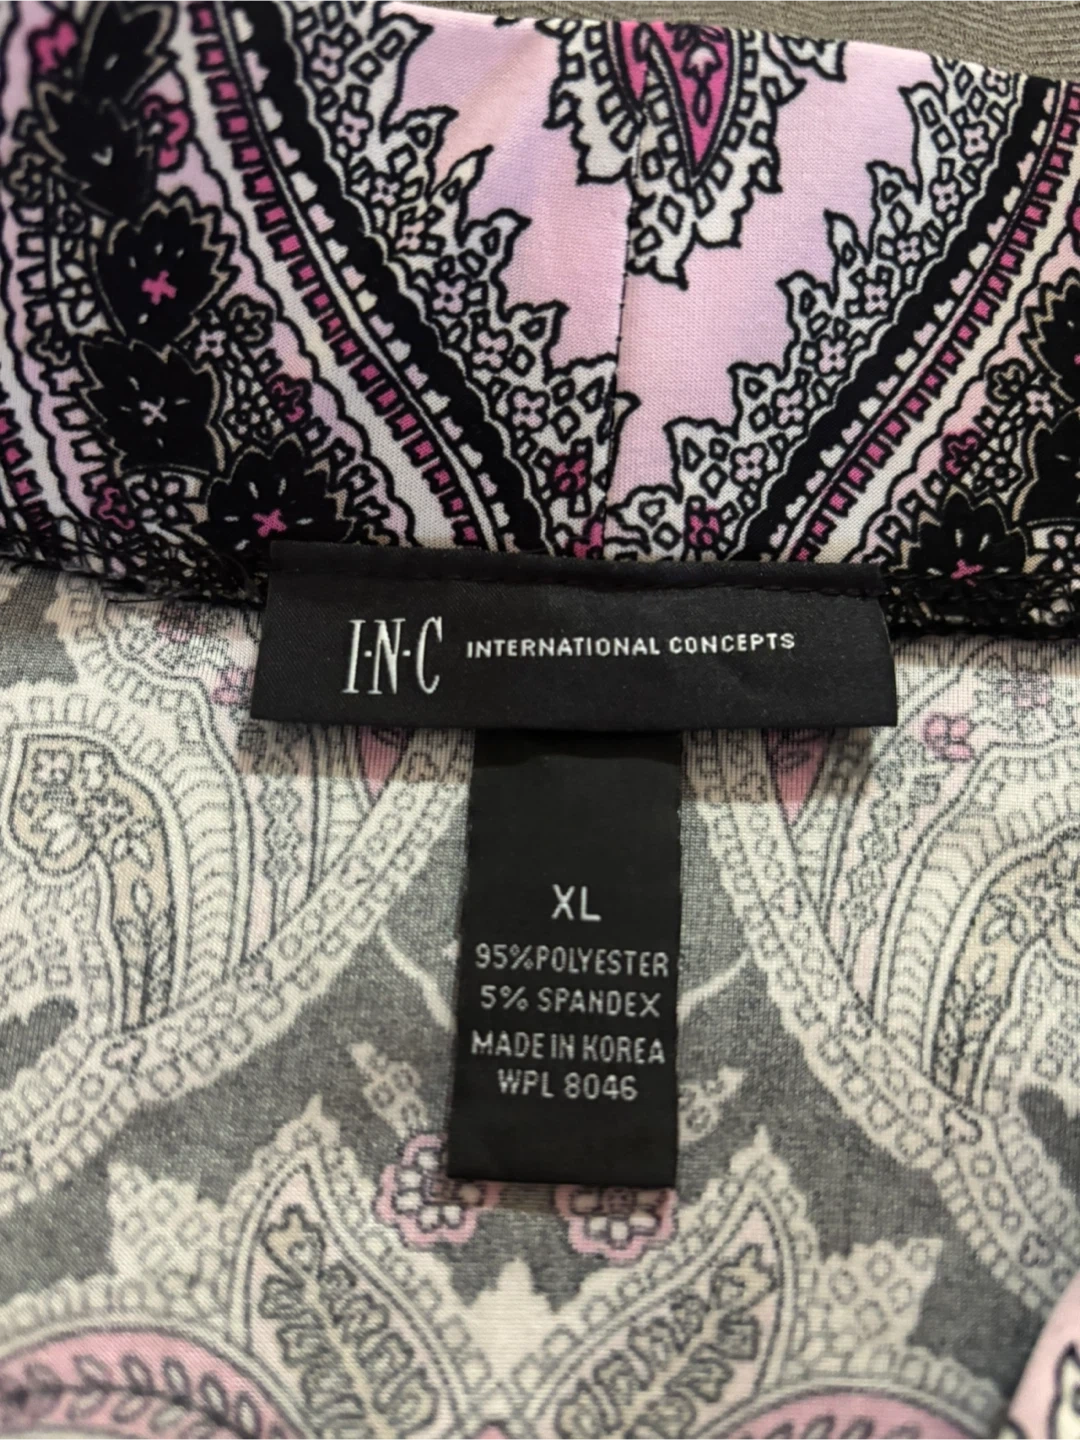 I·N·C INTERNATIONAL CONCEPTS
XL
95%POLYESTER
5% SPANDEX
MADE IN KOREA
WPL 8046